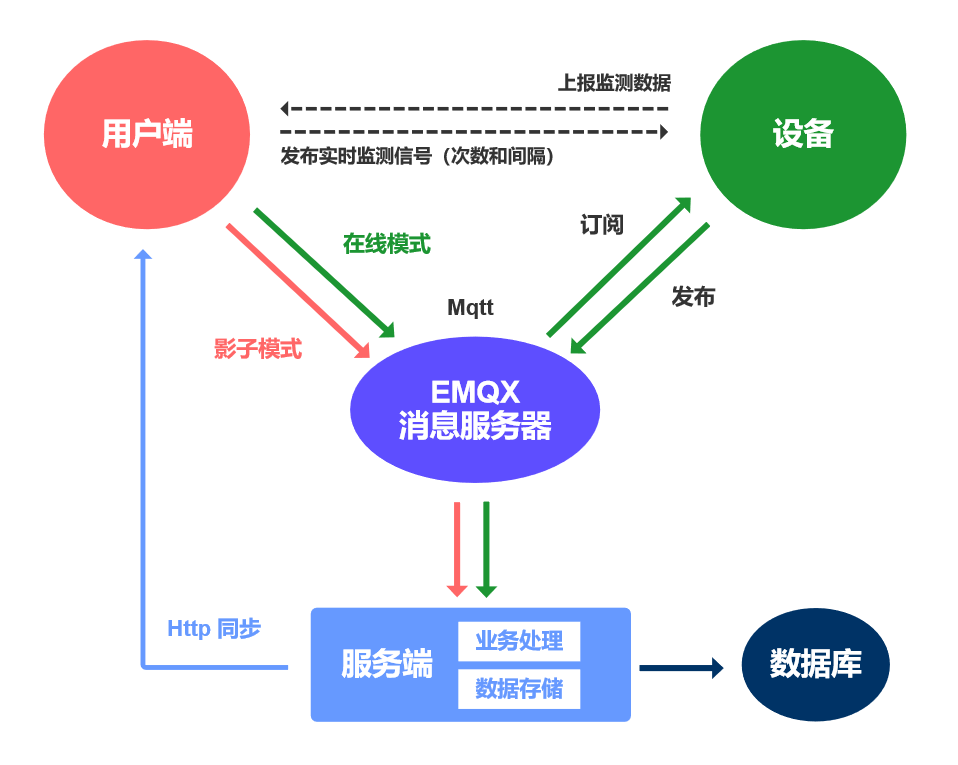 上报监测数据
用户端
设备
发布实时监测信号（次数和间隔）
订阅
在线模式
发布
Mqtt
影子模式
EMQX
消息服务器
Http 同步
业务处理
服务端
数据库
数据存储